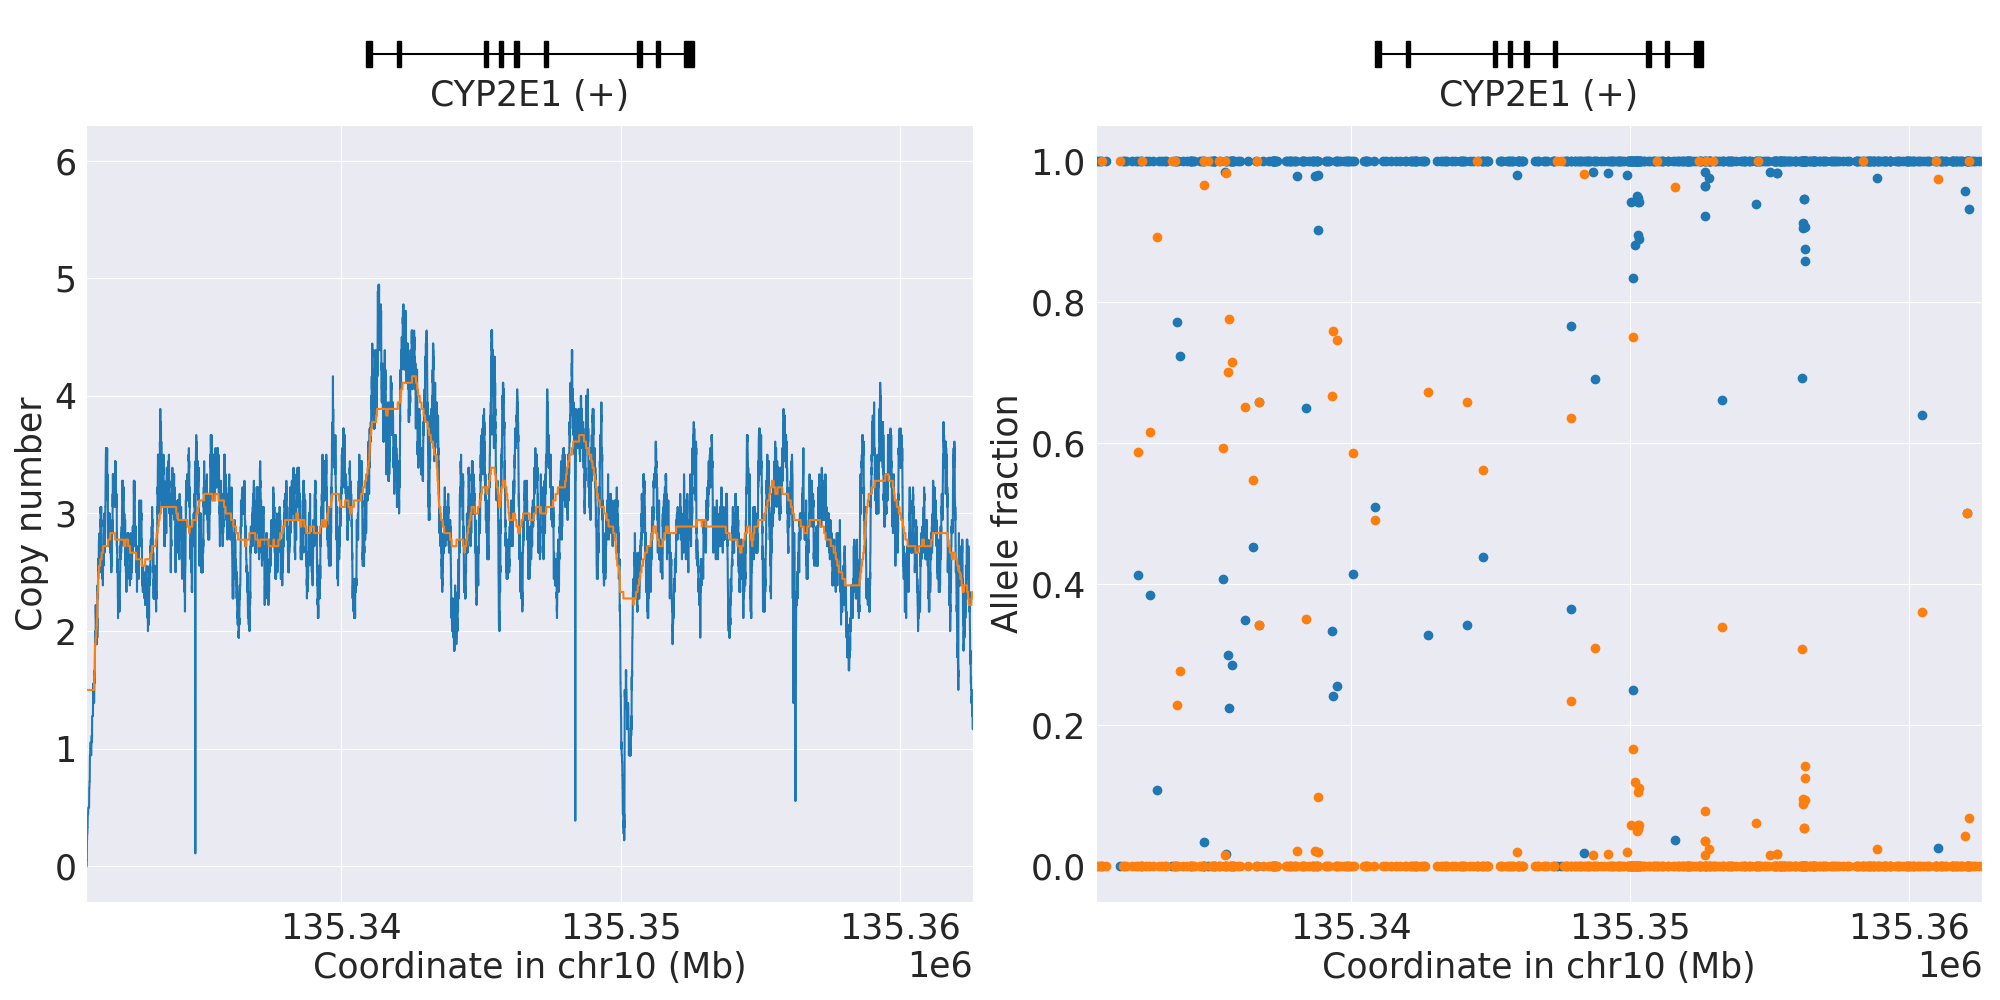 CYP2E1 (+)
6
5
4
3
2
1
0
Copy number
135.34 135.35 135.36
Coordinate in chr10 (Mb)
1e6
CYP2E1 (+)
1.0
0.8
0.6
0.4
0.2
0.0
Allele fraction
135.34 135.35 135.36
Coordinate in chr10 (Mb)
1e6